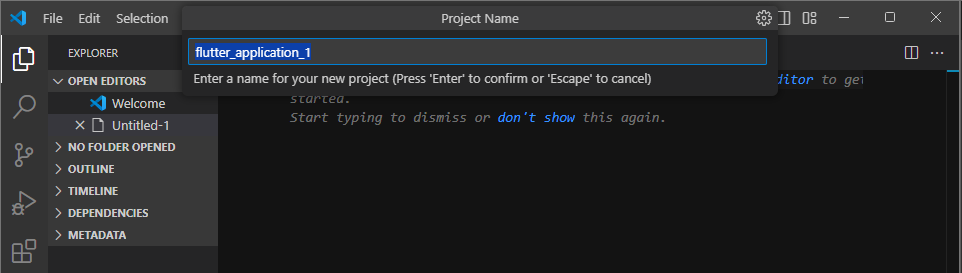 File Edit Selection
Project Name
flutter_application_1
Enter a name for your new project (Press 'Enter' to confirm or 'Escape' to cancel)
EXPLORER
OPEN EDITORS
Welcome
Untitled-1
NO FOLDER OPENED
OUTLINE
TIMELINE
DEPENDENCIES
METADATA
ditor to get
started.
Start typing to dismiss or don't show this again.